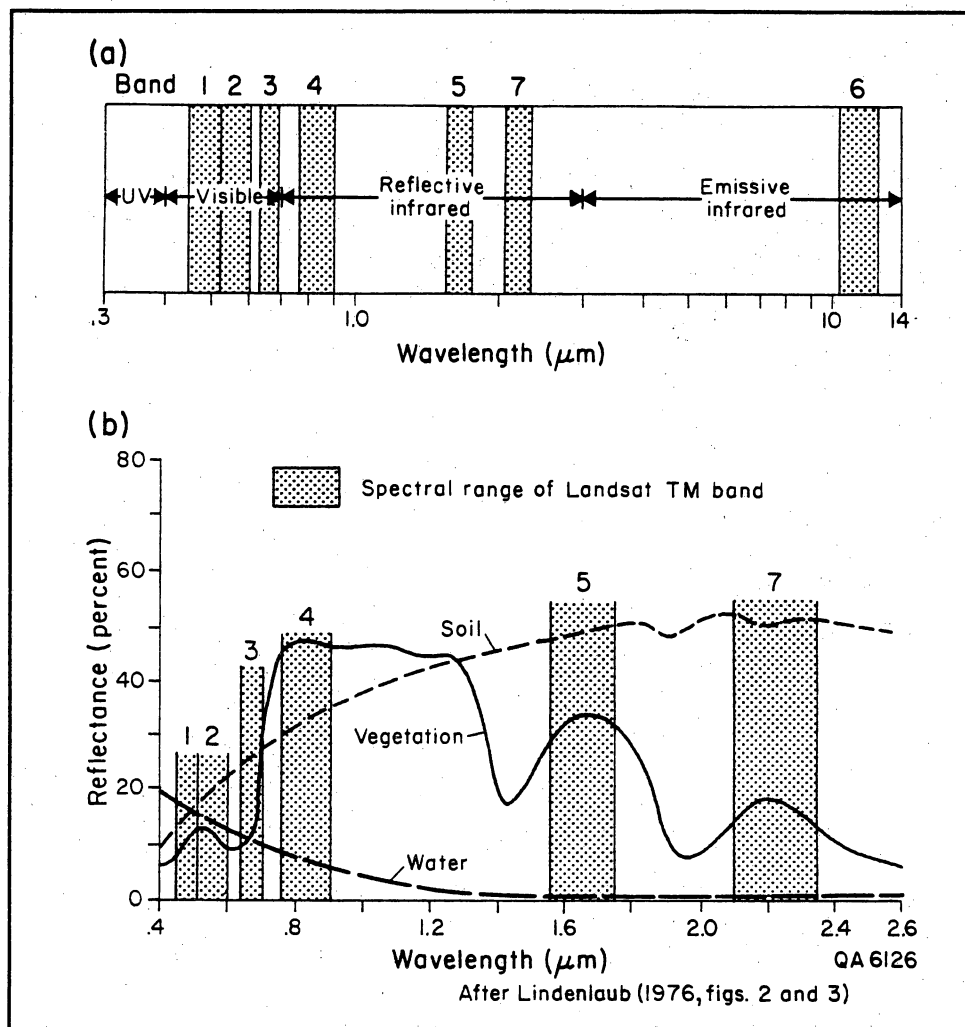 (a)
Band 1 2 3 4 5 7 6
UV Visible Reflective infrared Emissive infrared
.3 1.0 10 14
Wavelength (μm)
(b)
80
Spectral range of Landsat TM band
60
5 7
Soil
4
3
40
Vegetation
1 2
20
Water
0
.4 .8 1.2 1.6 2.0 2.4 2.6
Reflectance (percent)
Wavelength (μm)
QA 6126
After Lindenlaub (1976, figs. 2 and 3)